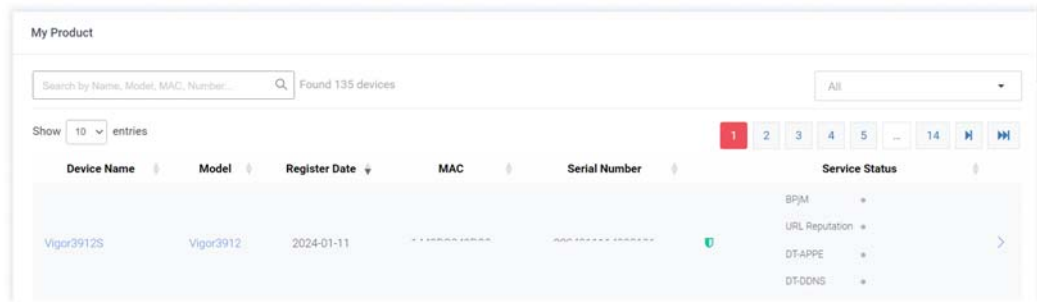 My Product
Search by Name, Model, MAC, Number... Found 135 devices All
Show 10 entries 1 2 3 4 5 ... 14
Device Name Model Register Date MAC Serial Number Service Status
BPjM
URL Reputation
Vigor3912S Vigor3912 2024-01-11
DT-APPE
DT-DDNS